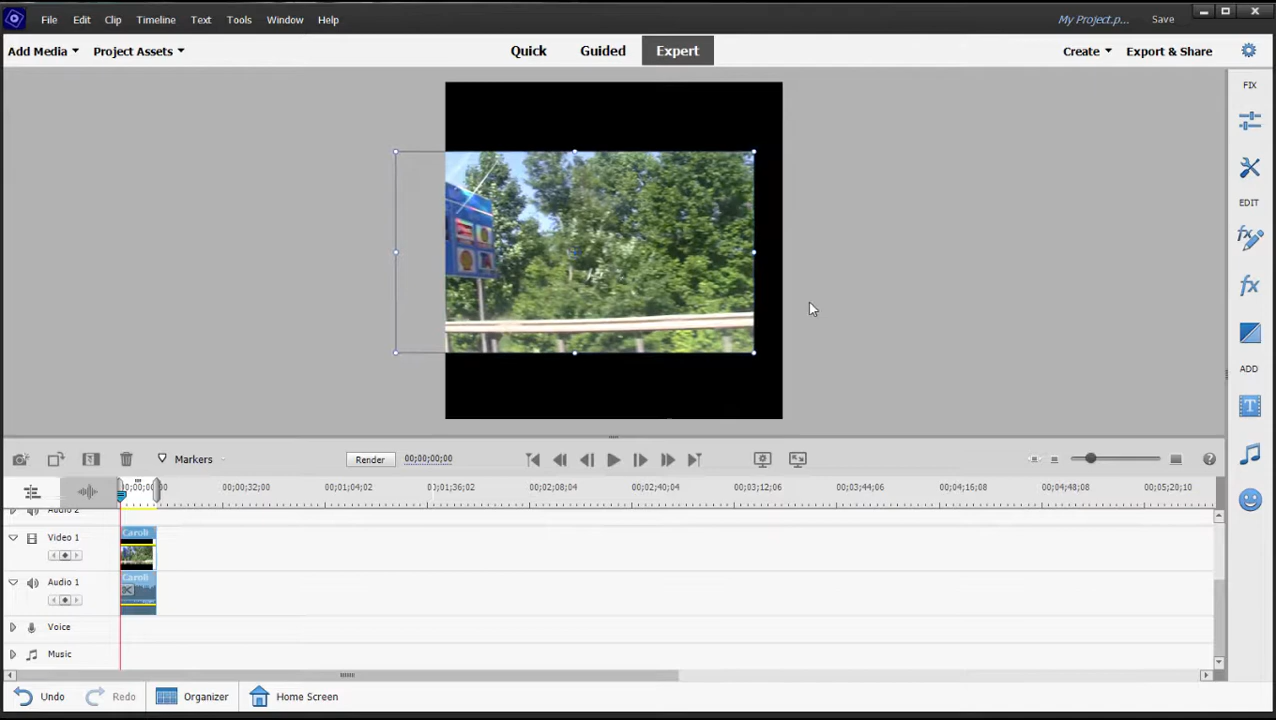 File Edit Clip Timeline Text Tools Window Help My Project.p... Save
Add Media Project Assets Quick Guided Expert Create Export & Share
FIX
EDIT
ADD
Markers Render 00;00;00;00
00;00;32;00 00;01;04;02 00;01;36;02 00;02;08;04 00;02;40;04 00;03;12;06 00;03;44;06 00;04;16;08 00;04;48;08 00;05;20;10
Audio 2
Video 1 Caroli
Audio 1 Caroli
Voice
Music
Undo Redo Organizer Home Screen